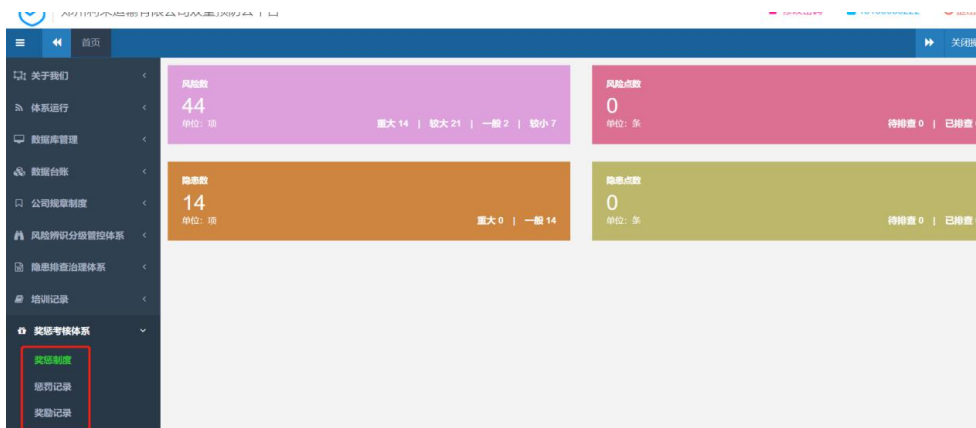 首页
关于我们
体系运行
数据库管理
数据台账
公司规章制度
风险辨识分级管控体系
隐患排查治理体系
培训记录
奖惩考核体系
奖惩制度
惩罚记录
奖励记录
风险数
44
单位：项
重大 14 | 较大 21 | 一般 2 | 较小 7
风险点数
0
单位：条
待排查 0 | 已排查
隐患数
14
单位：项
重大 0 | 一般 14
隐患点数
0
单位：条
待排查 0 | 已排查